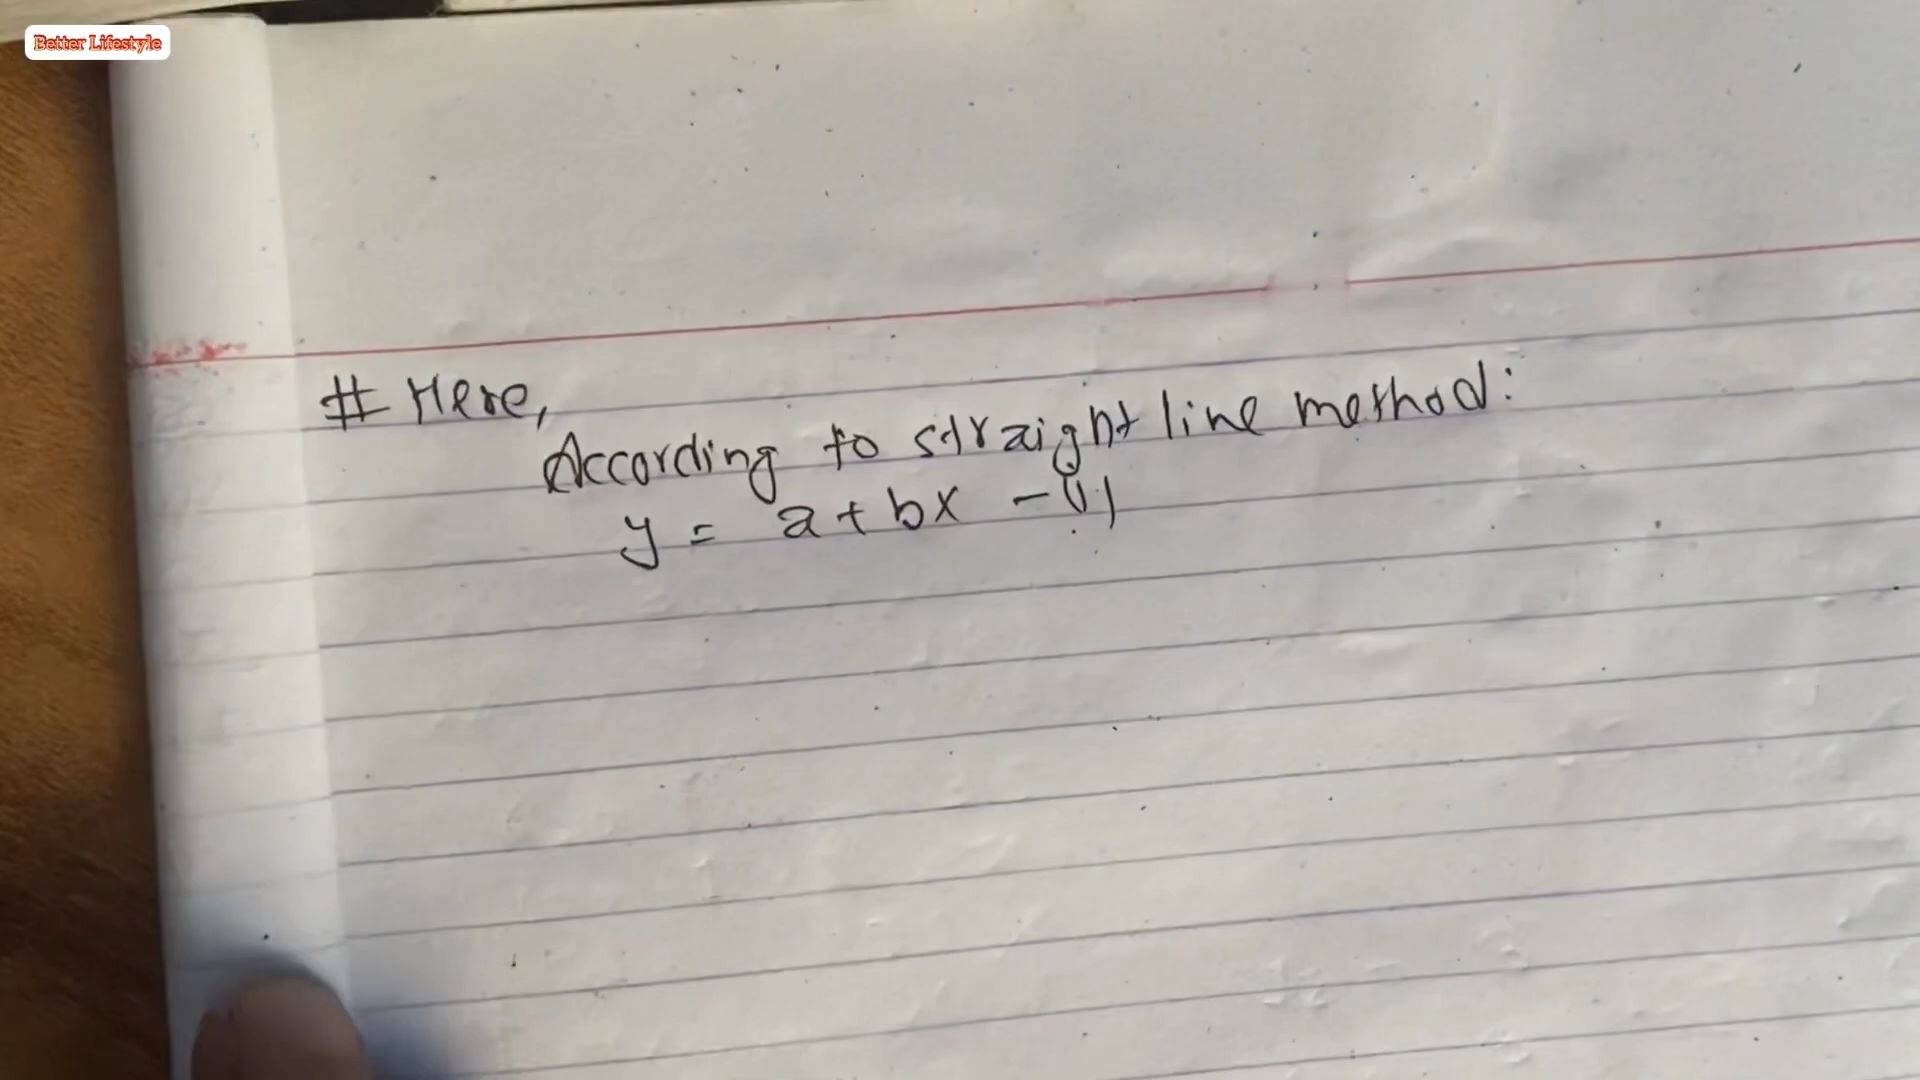 Better Lifestyle
# Here,
According to straight line method:
y = a + bx - (i)